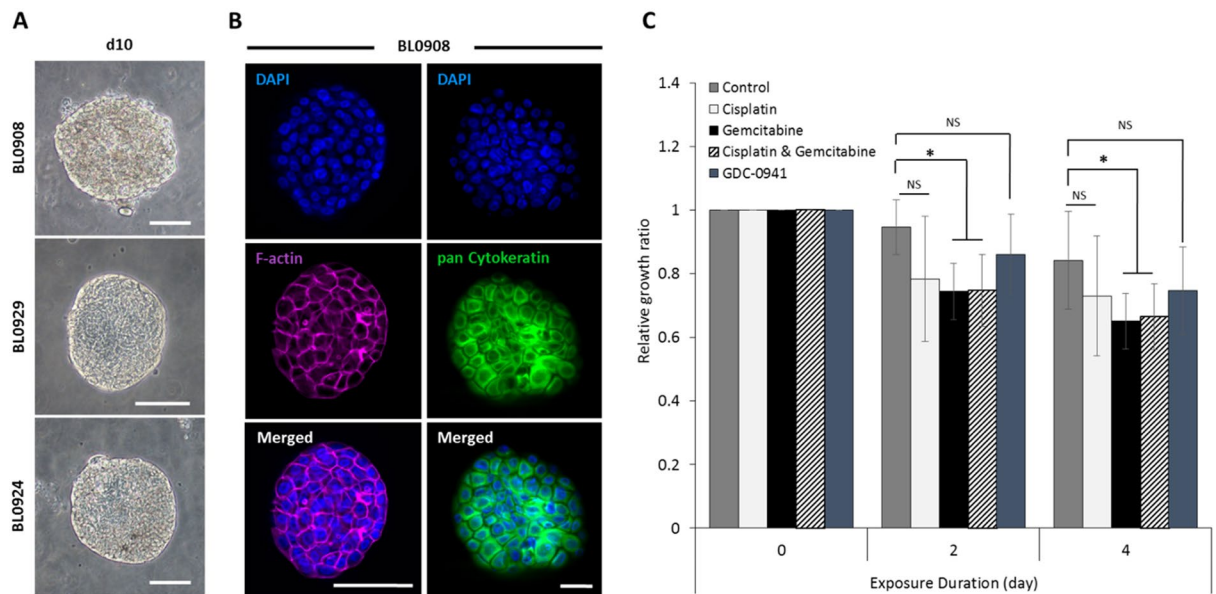 A
d10
BL0908
BL0929
BL0924
B
BL0908
DAPI
DAPI
F-actin
pan Cytokeratin
Merged
Merged
C
Relative growth ratio
1.4
1.2
1
0.8
0.6
0.4
0.2
0
Control
Cisplatin
Gemcitabine
Cisplatin & Gemcitabine
GDC-0941
NS
*
NS
NS
*
NS
0 2 4
Exposure Duration (day)